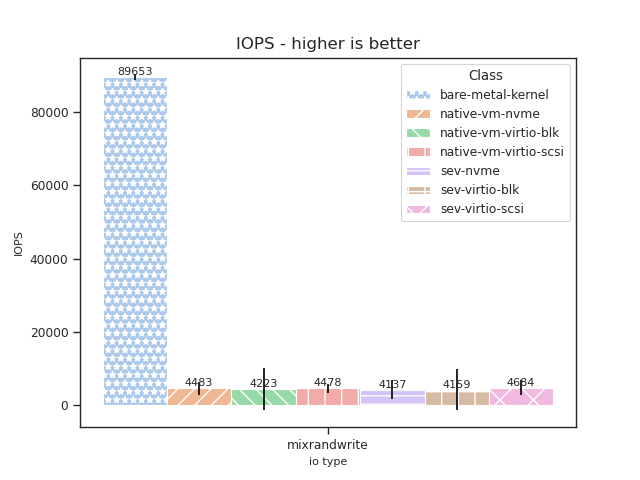 IOPS - higher is better
89653
Class
bare-metal-kernel
native-vm-nvme
native-vm-virtio-blk
native-vm-virtio-scsi
sev-nvme
sev-virtio-blk
sev-virtio-scsi
80000
60000
IOPS
40000
20000
4483 4223 4478 4137 4159 4684
0
mixrandwrite
io type